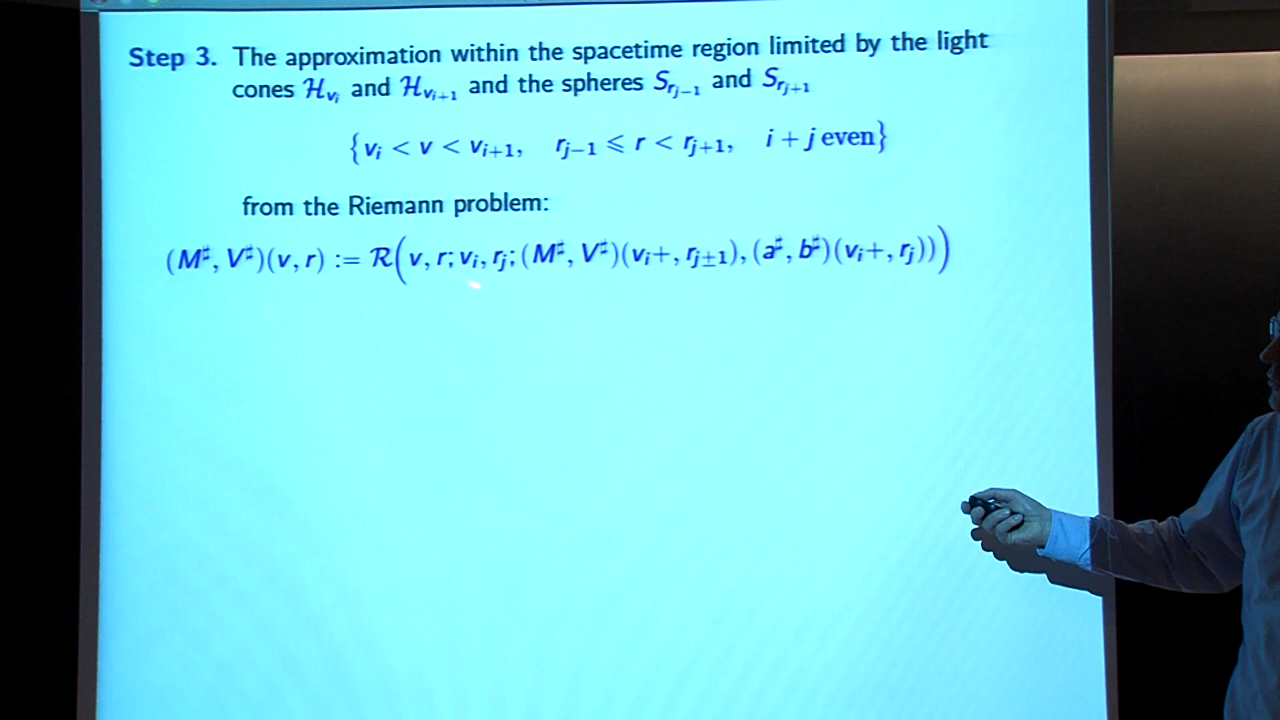 Step 3. The approximation within the spacetime region limited by the light
cones ℋ_{v_i} and ℋ_{v_{i+1}} and the spheres S_{r_{j−1}} and S_{r_{j+1}}
{v_i < v < v_{i+1}, r_{j−1} ⩽ r < r_{j+1}, i + j even}
from the Riemann problem:
(M^♯, V^♯)(v, r) := ℛ(v, r; v_i, r_j; (M^♯, V^♯)(v_i+, r_{j±1}), (a^♯, b^♯)(v_i+, r_j)))